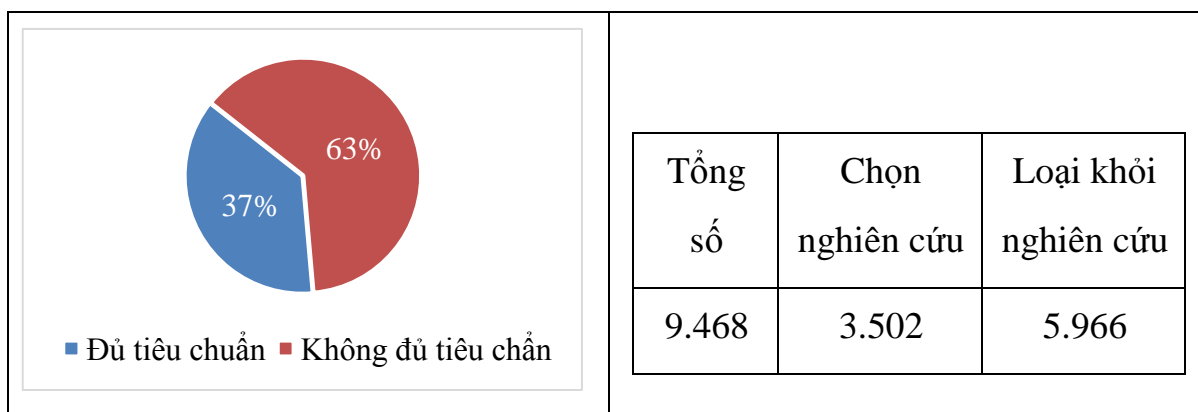 63%
37%
Đủ tiêu chuẩn Không đủ tiêu chẩn
Tổng số
Chọn nghiên cứu
Loại khỏi nghiên cứu
9.468 3.502 5.966